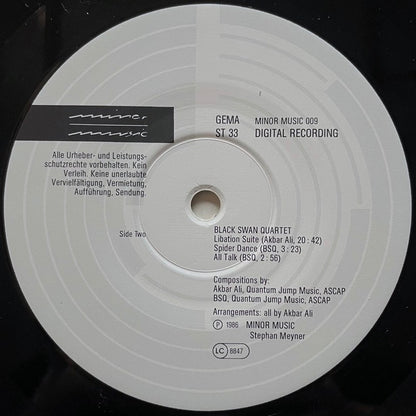 minor
music
GEMA MINOR MUSIC 009
ST 33 DIGITAL RECORDING
Alle Urheber- und Leistungs-
schutzrechte vorbehalten. Kein
Verleih. Keine unerlaubte
Vervielfältigung, Vermietung,
Aufführung, Sendung.
Side Two
BLACK SWAN QUARTET
Libation Suite (Akbar Ali, 20 : 42)
Spider Dance (BSQ, 3 : 23)
All Talk (BSQ, 2 : 56)
Compositions by:
Akbar Ali, Quantum Jump Music, ASCAP
BSQ, Quantum Jump Music, ASCAP
Arrangements: all by Akbar Ali
℗ 1986 MINOR MUSIC
Stephan Meyner
LC 8847